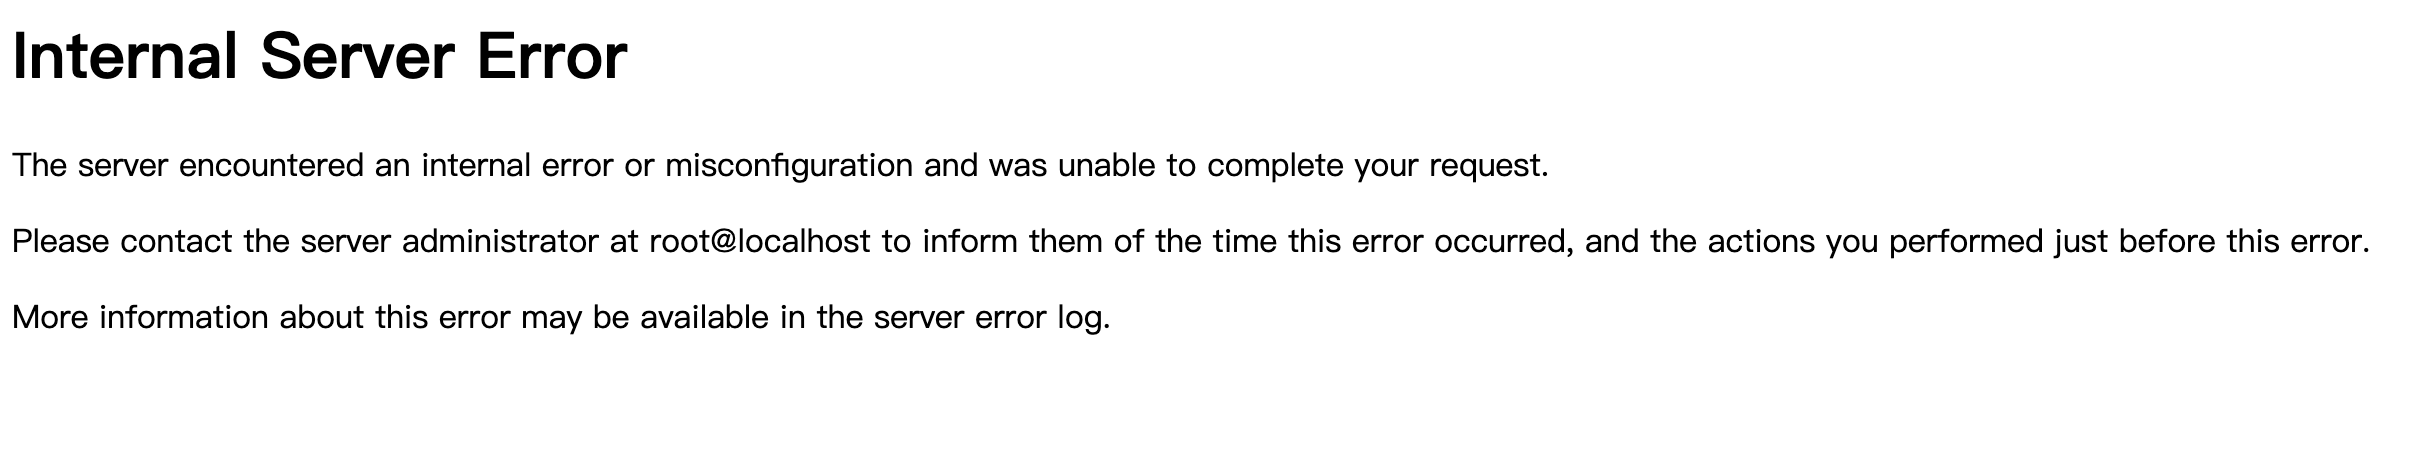 Internal Server Error
The server encountered an internal error or misconfiguration and was unable to complete your request.
Please contact the server administrator at root@localhost to inform them of the time this error occurred, and the actions you performed just before this error.
More information about this error may be available in the server error log.